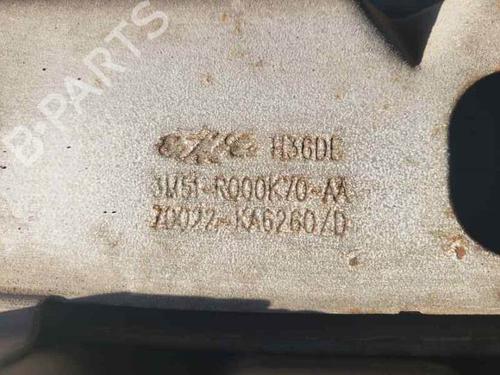 B-PARTS
H36DE
3M51-R000K70-AA
70022-KA6260/D